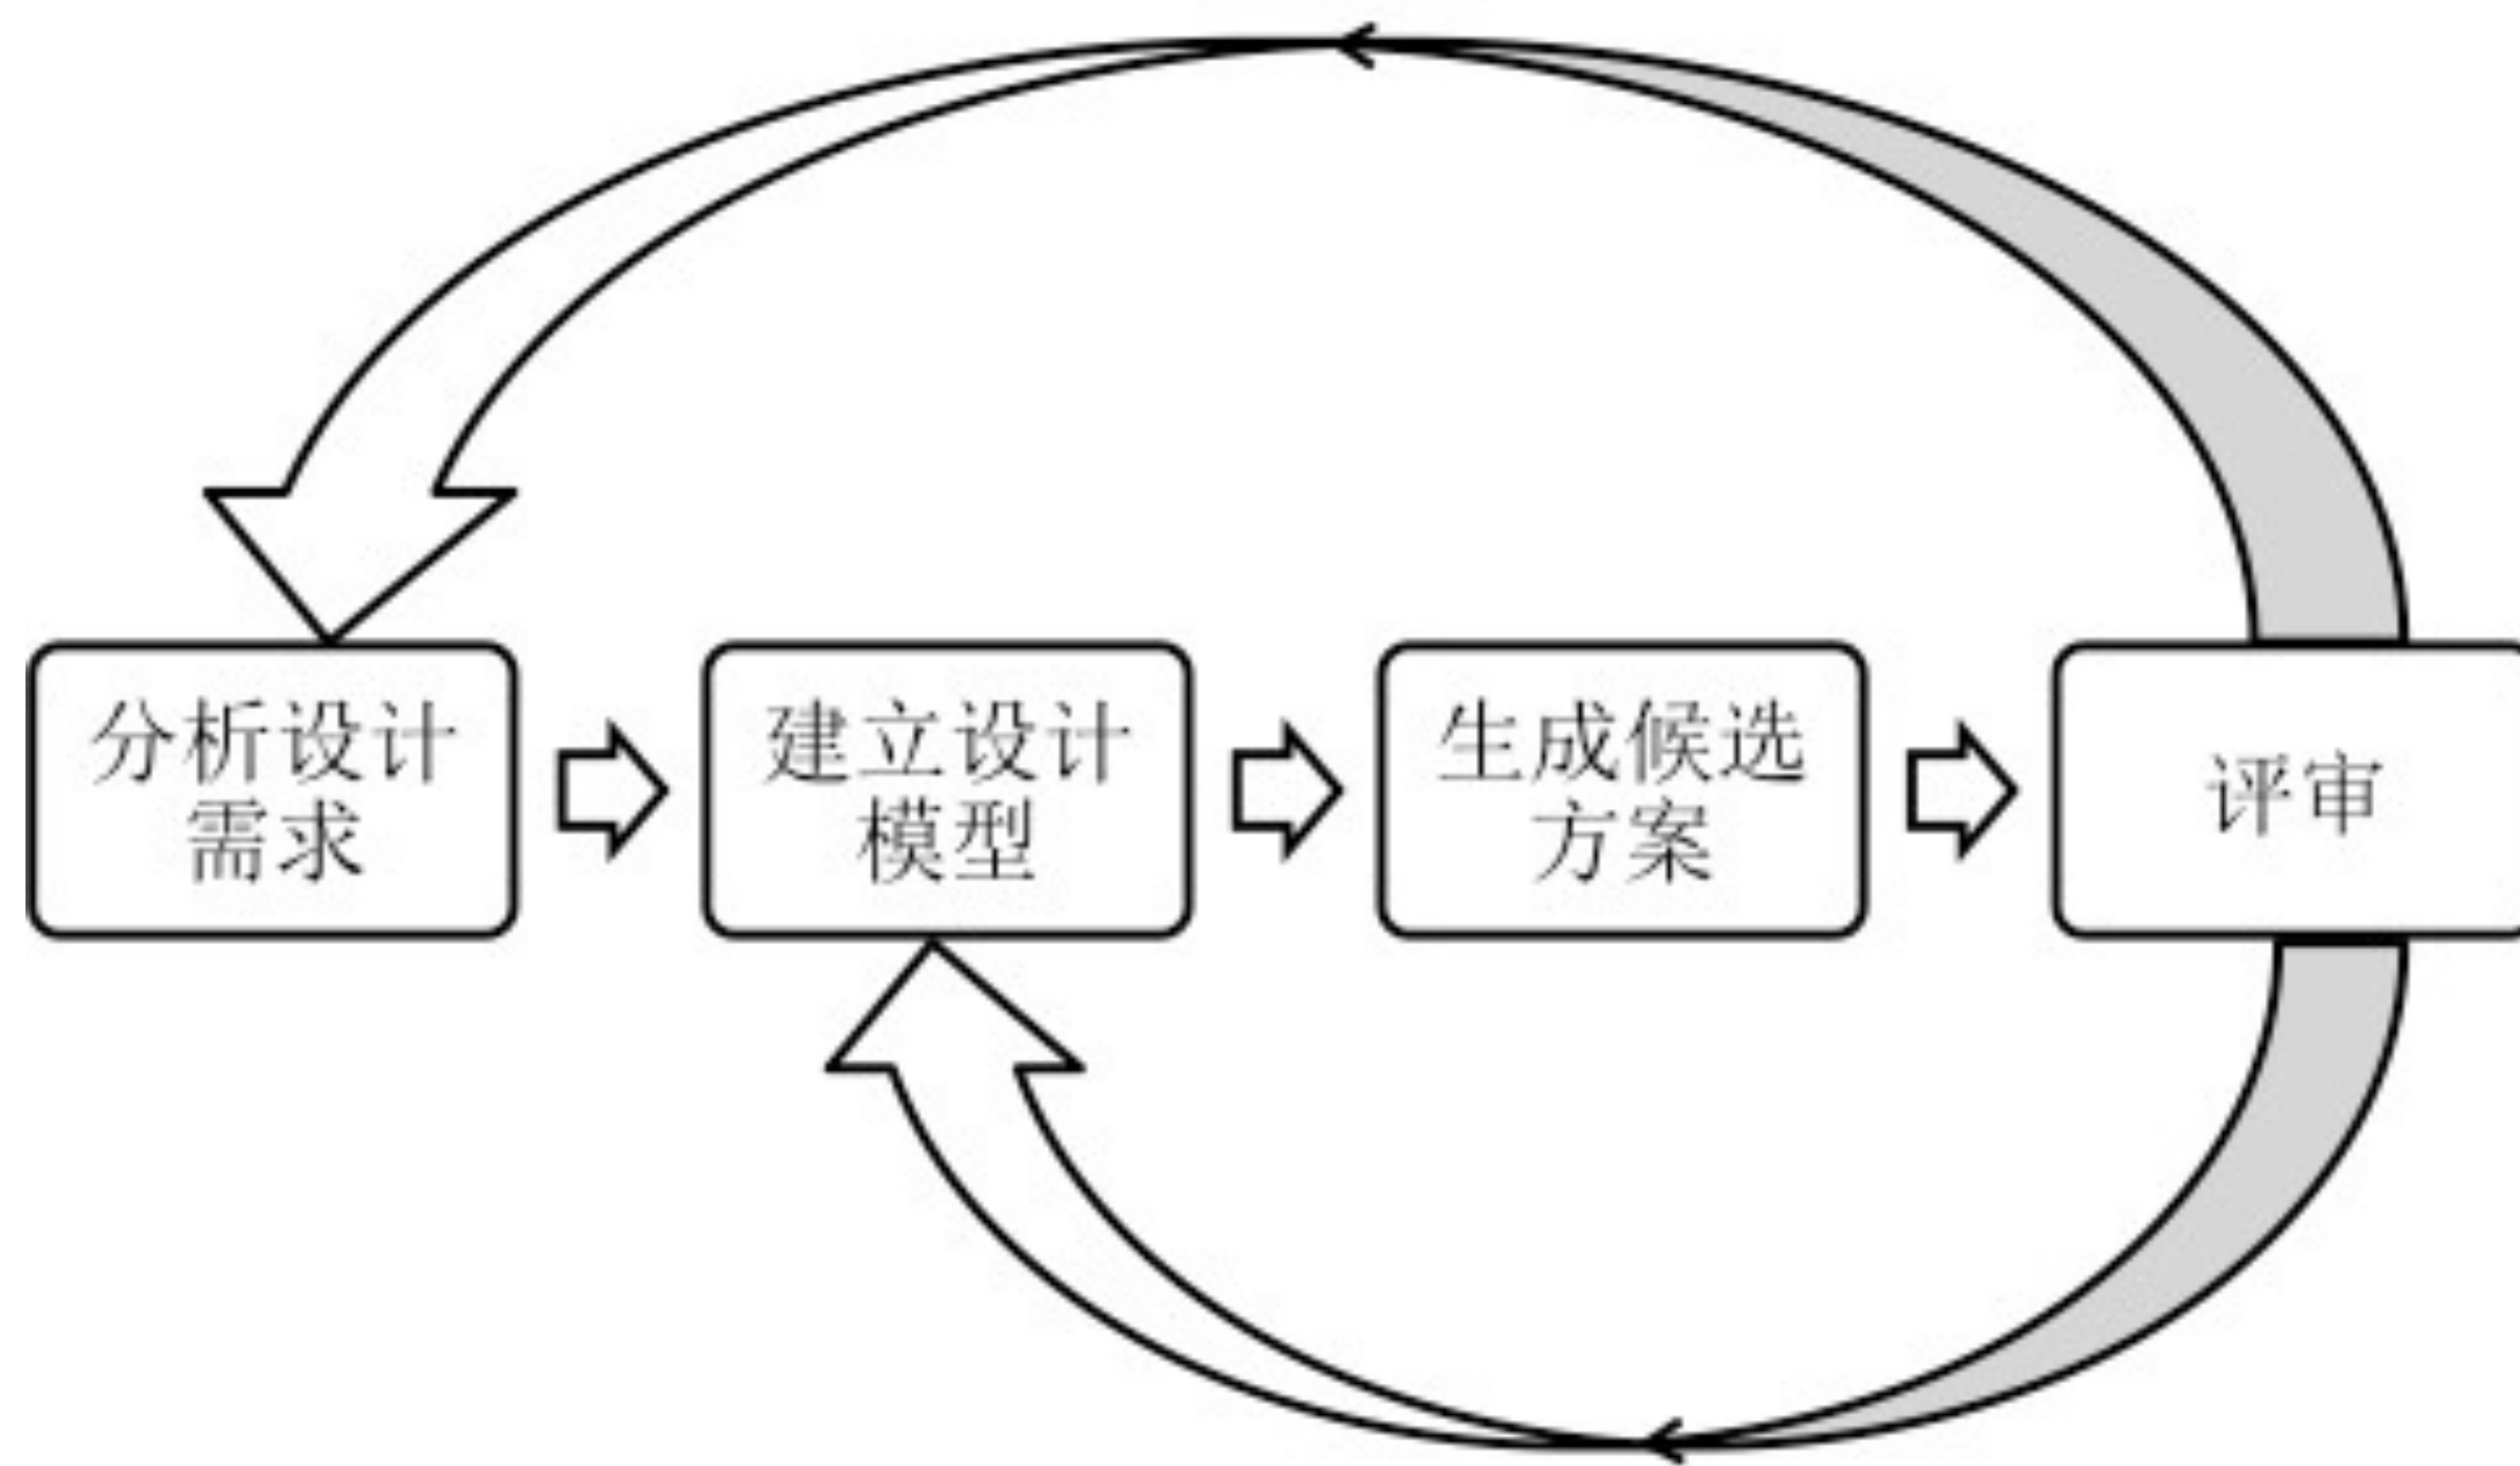 分析设计
需求
建立设计
模型
生成候选
方案
评审